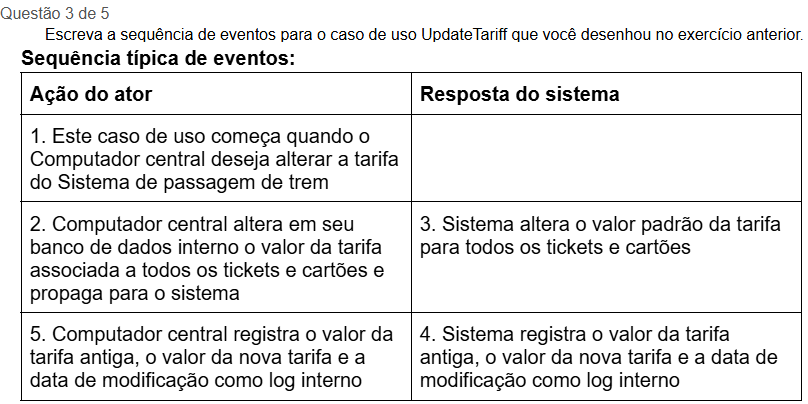 Questão 3 de 5
Escreva a sequência de eventos para o caso de uso UpdateTariff que você desenhou no exercício anterior.
Sequência típica de eventos:
Ação do ator
Resposta do sistema
1. Este caso de uso começa quando o
Computador central deseja alterar a tarifa
do Sistema de passagem de trem
2. Computador central altera em seu
banco de dados interno o valor da tarifa
associada a todos os tickets e cartões e
propaga para o sistema
3. Sistema altera o valor padrão da tarifa
para todos os tickets e cartões
5. Computador central registra o valor da
tarifa antiga, o valor da nova tarifa e a
data de modificação como log interno
4. Sistema registra o valor da tarifa
antiga, o valor da nova tarifa e a data de
modificação como log interno